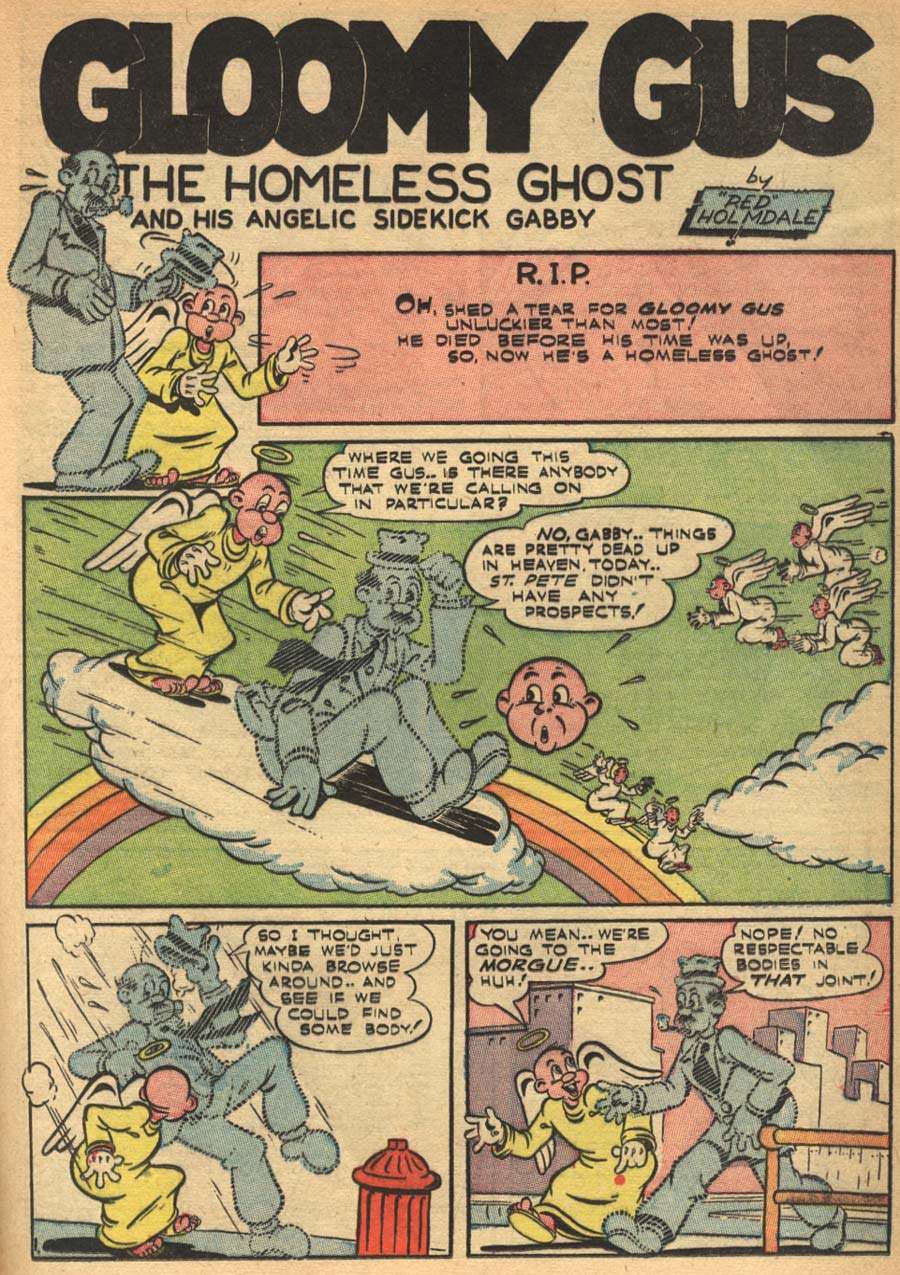 GLOOMY GUS
THE HOMELESS GHOST
AND HIS ANGELIC SIDEKICK GABBY
by
"RED"
HOLMDALE
R.I.P.
OH, SHED A TEAR FOR GLOOMY GUS
UNLUCKIER THAN MOST!
HE DIED BEFORE HIS TIME WAS UP,
SO, NOW HE'S A HOMELESS GHOST!
WHERE WE GOING THIS
TIME GUS.. IS THERE ANYBODY
THAT WE'RE CALLING ON
IN PARTICULAR?
NO, GABBY.. THINGS
ARE PRETTY DEAD UP
IN HEAVEN, TODAY..
ST. PETE DIDN'T
HAVE ANY
PROSPECTS!
SO I THOUGHT,
MAYBE WE'D JUST
KINDA BROWSE
AROUND.. AND
SEE IF WE
COULD FIND
SOME BODY!
YOU MEAN.. WE'RE
GOING TO THE
MORGUE..
HUH!
NOPE! NO
RESPECTABLE
BODIES IN
THAT JOINT!